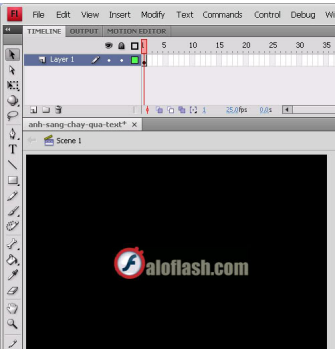 FL File Edit View Insert Modify Text Commands Control Debug Wi
TIMELINE OUTPUT MOTION EDITOR
1 5 10 15 20 25 30 35
Layer 1
1 25.0fps 0.0s
anh-sang-chay-qua-text* ×
Scene 1
T
aloflash.com